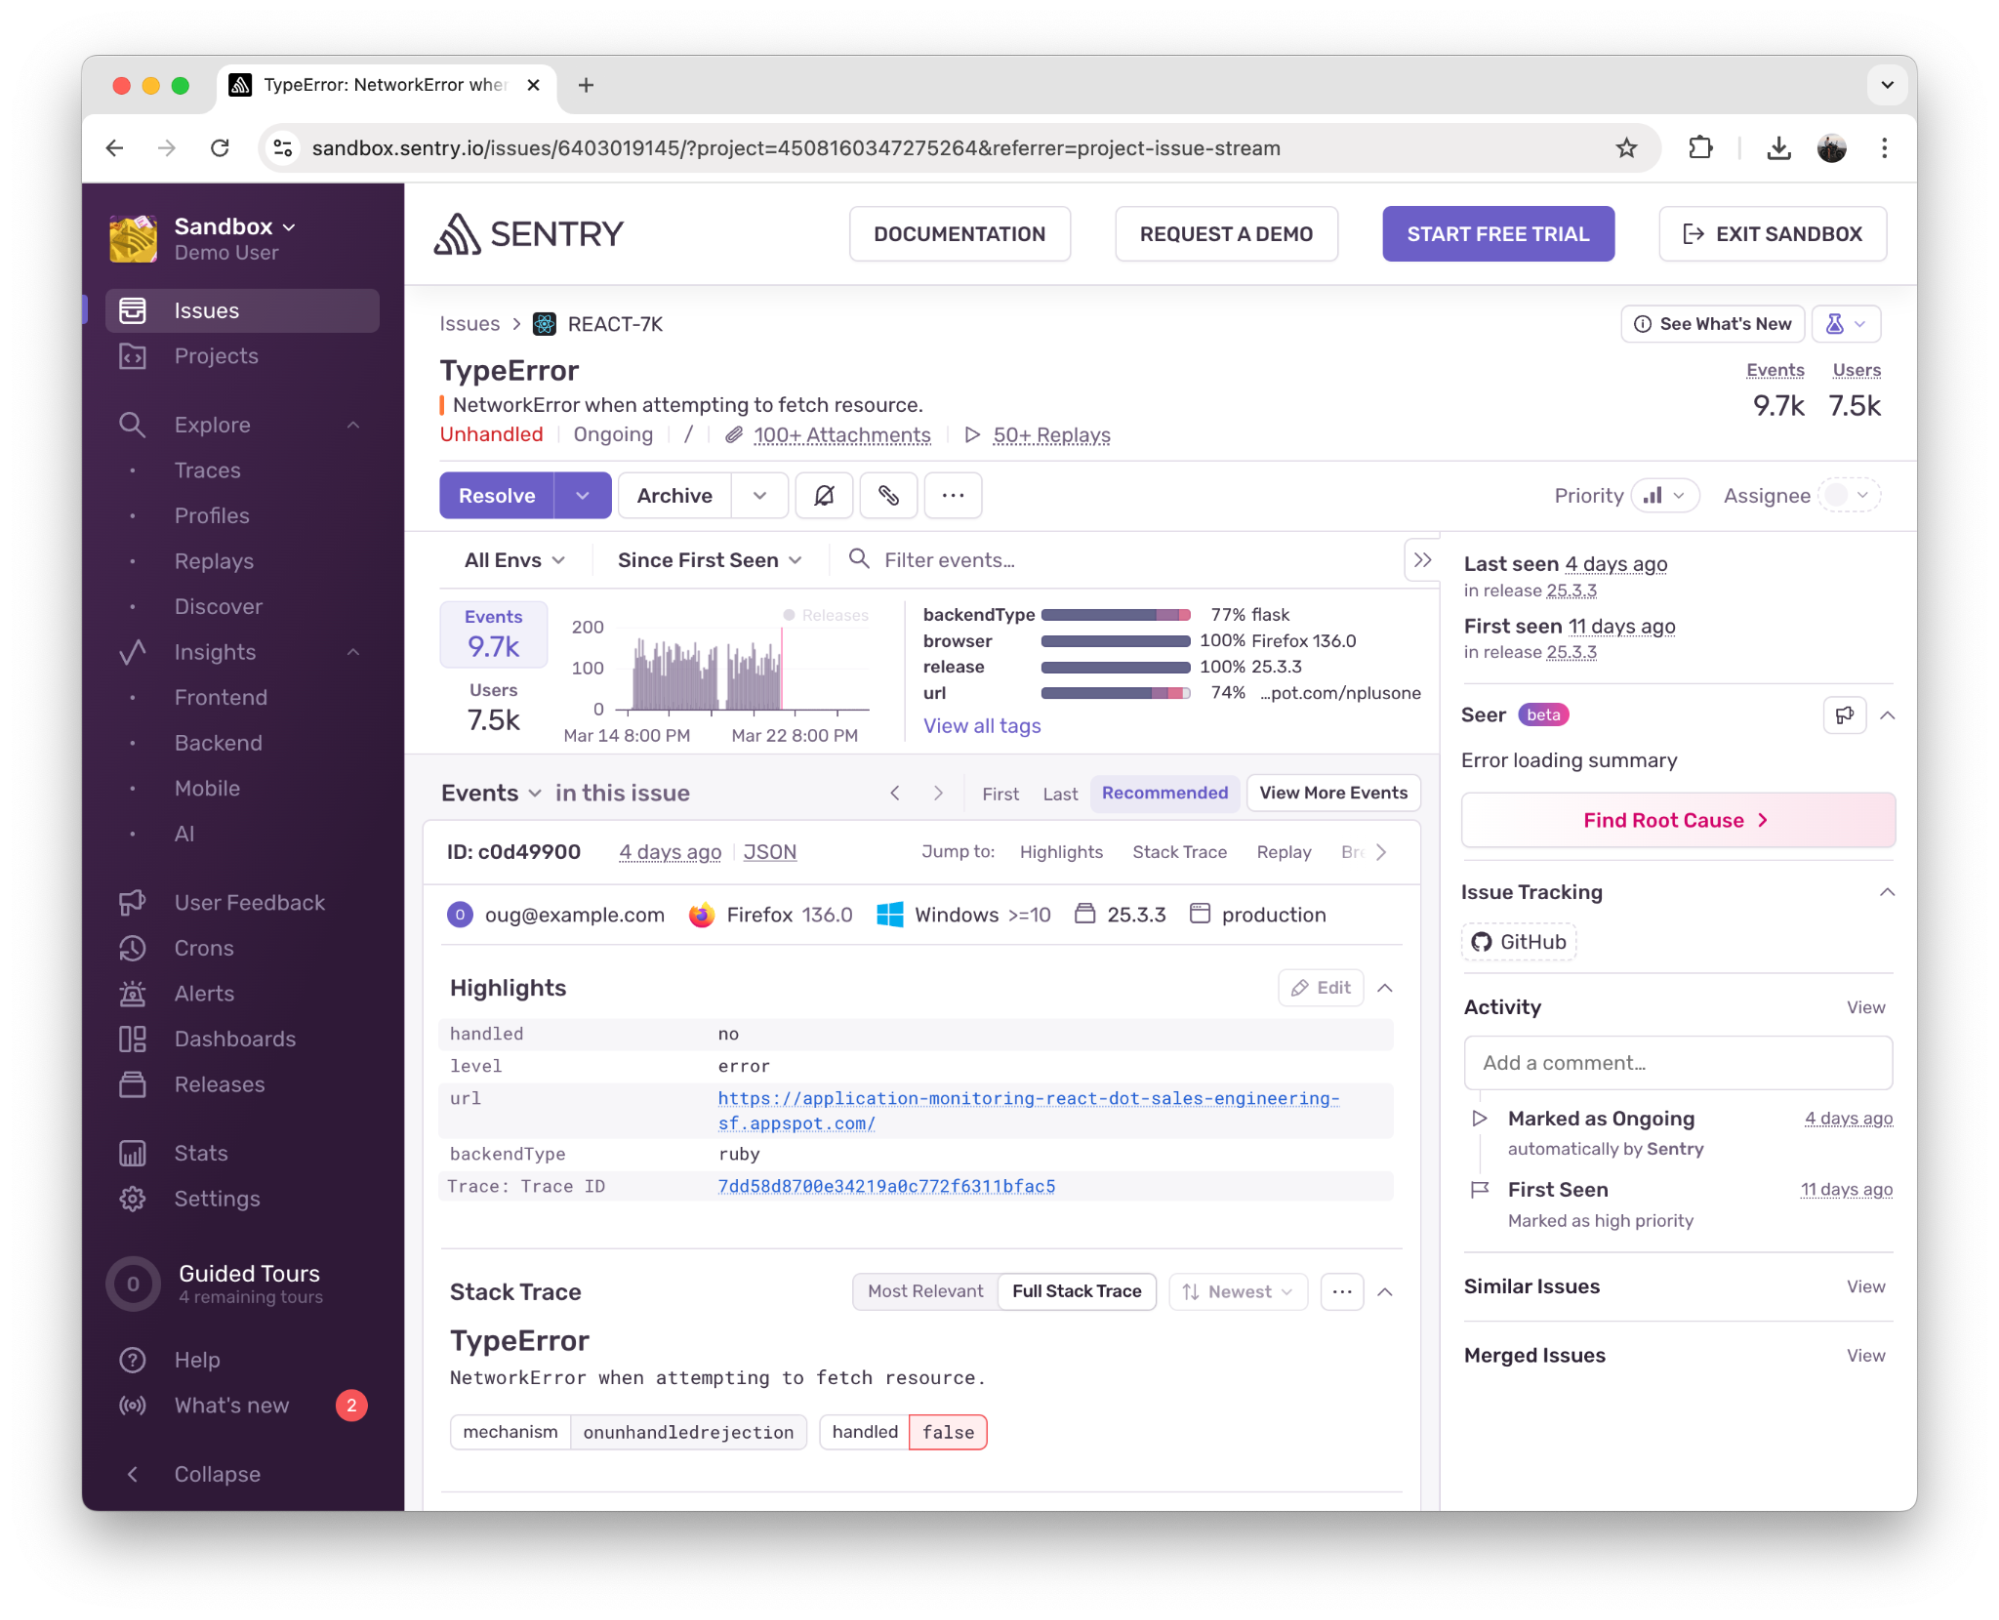 TypeError: NetworkError when
sandbox.sentry.io/issues/6403019145/?project=4508160347275264&referrer=project-issue-stream
Sandbox
Demo User
Issues
Projects
Explore
Traces
Profiles
Replays
Discover
Insights
Frontend
Backend
Mobile
AI
User Feedback
Crons
Alerts
Dashboards
Releases
Stats
Settings
0
Guided Tours
4 remaining tours
Help
What's new 2
Collapse
SENTRY
DOCUMENTATION
REQUEST A DEMO
START FREE TRIAL
EXIT SANDBOX
Issues > REACT-7K
See What's New
TypeError
Events Users
NetworkError when attempting to fetch resource.
9.7k 7.5k
Unhandled Ongoing / 100+ Attachments 50+ Replays
Resolve Archive ... Priority Assignee
All Envs Since First Seen Filter events...
Events
9.7k
Users
7.5k
Releases
200
100
0
Mar 14 8:00 PM Mar 22 8:00 PM
backendType 77% flask
browser 100% Firefox 136.0
release 100% 25.3.3
url 74% …pot.com/nplusone
View all tags
Events in this issue First Last Recommended View More Events
ID: c0d49900 4 days ago JSON Jump to: Highlights Stack Trace Replay Bre
O oug@example.com Firefox 136.0 Windows >=10 25.3.3 production
Highlights Edit
handled no
level error
url https://application-monitoring-react-dot-sales-engineering-
sf.appspot.com/
backendType ruby
Trace: Trace ID 7dd58d8700e34219a0c772f6311bfac5
Stack Trace Most Relevant Full Stack Trace Newest ...
TypeError
NetworkError when attempting to fetch resource.
mechanism onunhandledrejection handled false
Last seen 4 days ago
in release 25.3.3
First seen 11 days ago
in release 25.3.3
Seer beta
Error loading summary
Find Root Cause >
Issue Tracking
GitHub
Activity View
Add a comment...
Marked as Ongoing 4 days ago
automatically by Sentry
First Seen 11 days ago
Marked as high priority
Similar Issues View
Merged Issues View